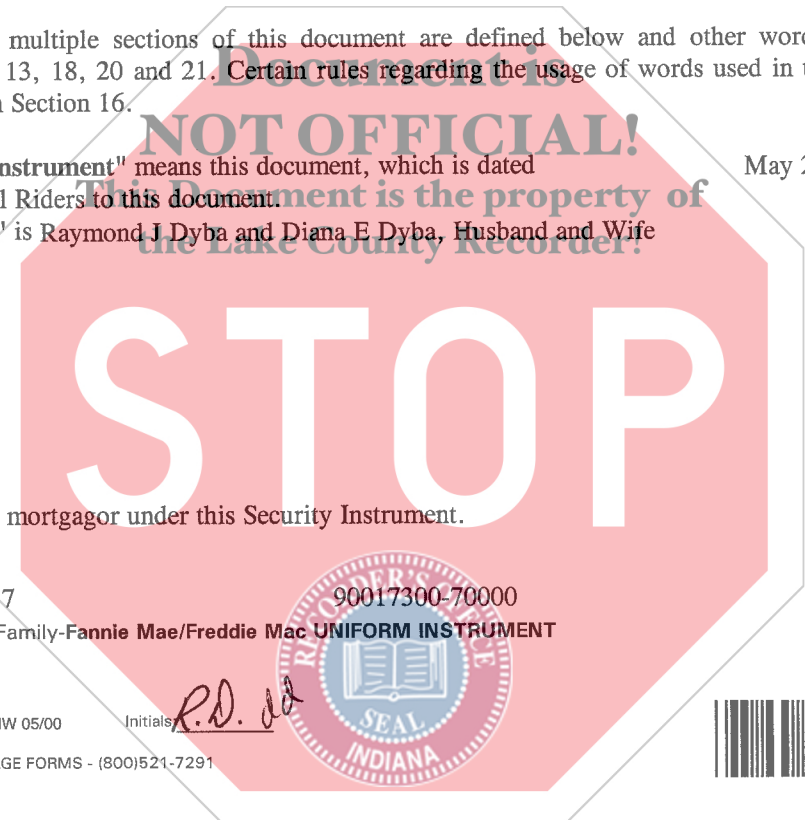 multiple sections of this document are defined below and other wor
13, 18, 20 and 21. Certain rules regarding the usage of words used in
Section 16.
Document is
NOT OFFICIAL!
nstrument" means this document, which is dated May 2
l Riders to this document.
This Document is the property of
" is Raymond J Dyba and Diana E Dyba, Husband and Wife
the Lake County Recorder!
STOP
mortgagor under this Security Instrument.
7 90017300-70000
Family-Fannie Mae/Freddie Mac UNIFORM INSTRUMENT
RECORDER'S OFFICE
SEAL
INDIANA
IW 05/00 Initials: R.D. dd
GE FORMS - (800)521-7291